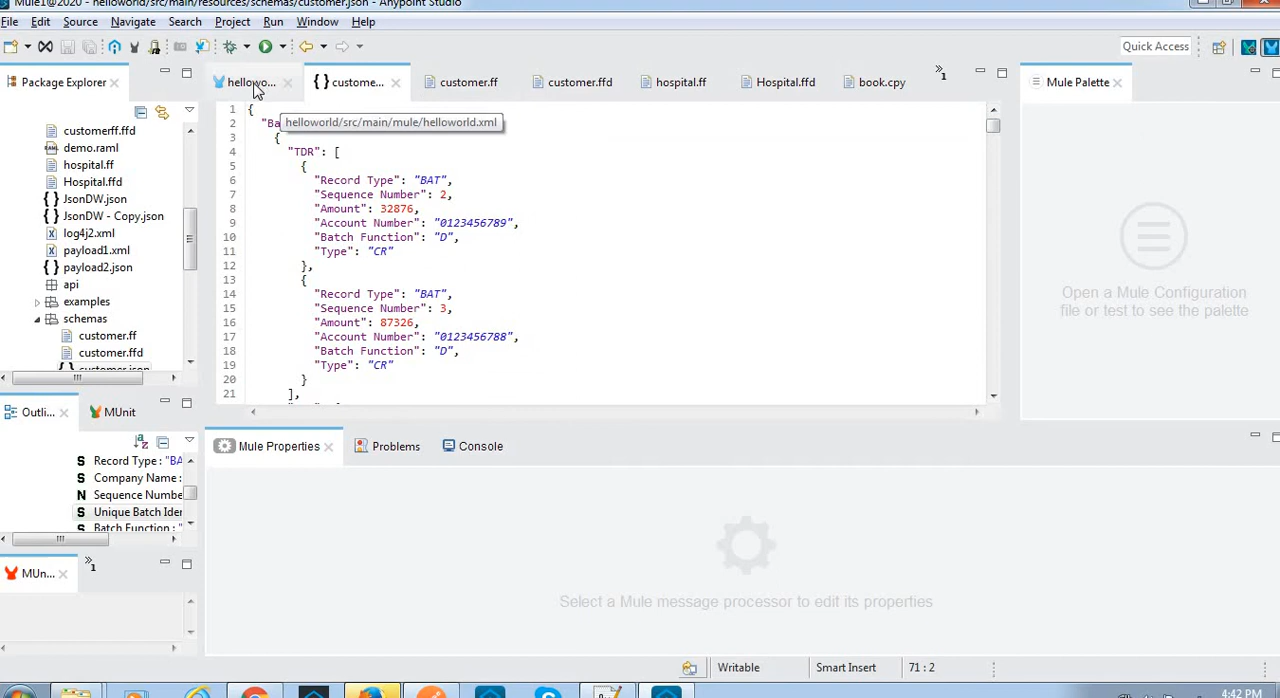 Mule1@2020 - helloworld/src/main/resources/schemas/customer.json - Anypoint Studio
File Edit Source Navigate Search Project Run Window Help
Quick Access
Package Explorer
hellowo...
{ } custome...
customer.ff
customer.ffd
hospital.ff
Hospital.ffd
book.cpy
»1
Mule Palette
customerff.ffd
demo.raml
hospital.ff
Hospital.ffd
{ } JsonDW.json
{ } JsonDW - Copy.json
log4j2.xml
payload1.xml
{ } payload2.json
api
examples
schemas
customer.ff
customer.ffd
{ } customer.json
1 {
2 "Ba
helloworld/src/main/mule/helloworld.xml
3 {
4 "TDR": [
5 {
6 "Record Type": "BAT",
7 "Sequence Number": 2,
8 "Amount": 32876,
9 "Account Number": "0123456789",
10 "Batch Function": "D",
11 "Type": "CR"
12 },
13 {
14 "Record Type": "BAT",
15 "Sequence Number": 3,
16 "Amount": 87326,
17 "Account Number": "0123456788",
18 "Batch Function": "D",
19 "Type": "CR"
20 }
21 ],
Open a Mule Configuration
file or test to see the palette
Outli...
MUnit
S Record Type : "BA
S Company Name :
N Sequence Numbe
S Unique Batch Iden
S Batch Function : "
MUn...
»1
Mule Properties
Problems
Console
Select a Mule message processor to edit its properties
Writable
Smart Insert
71 : 2
4:42 PM